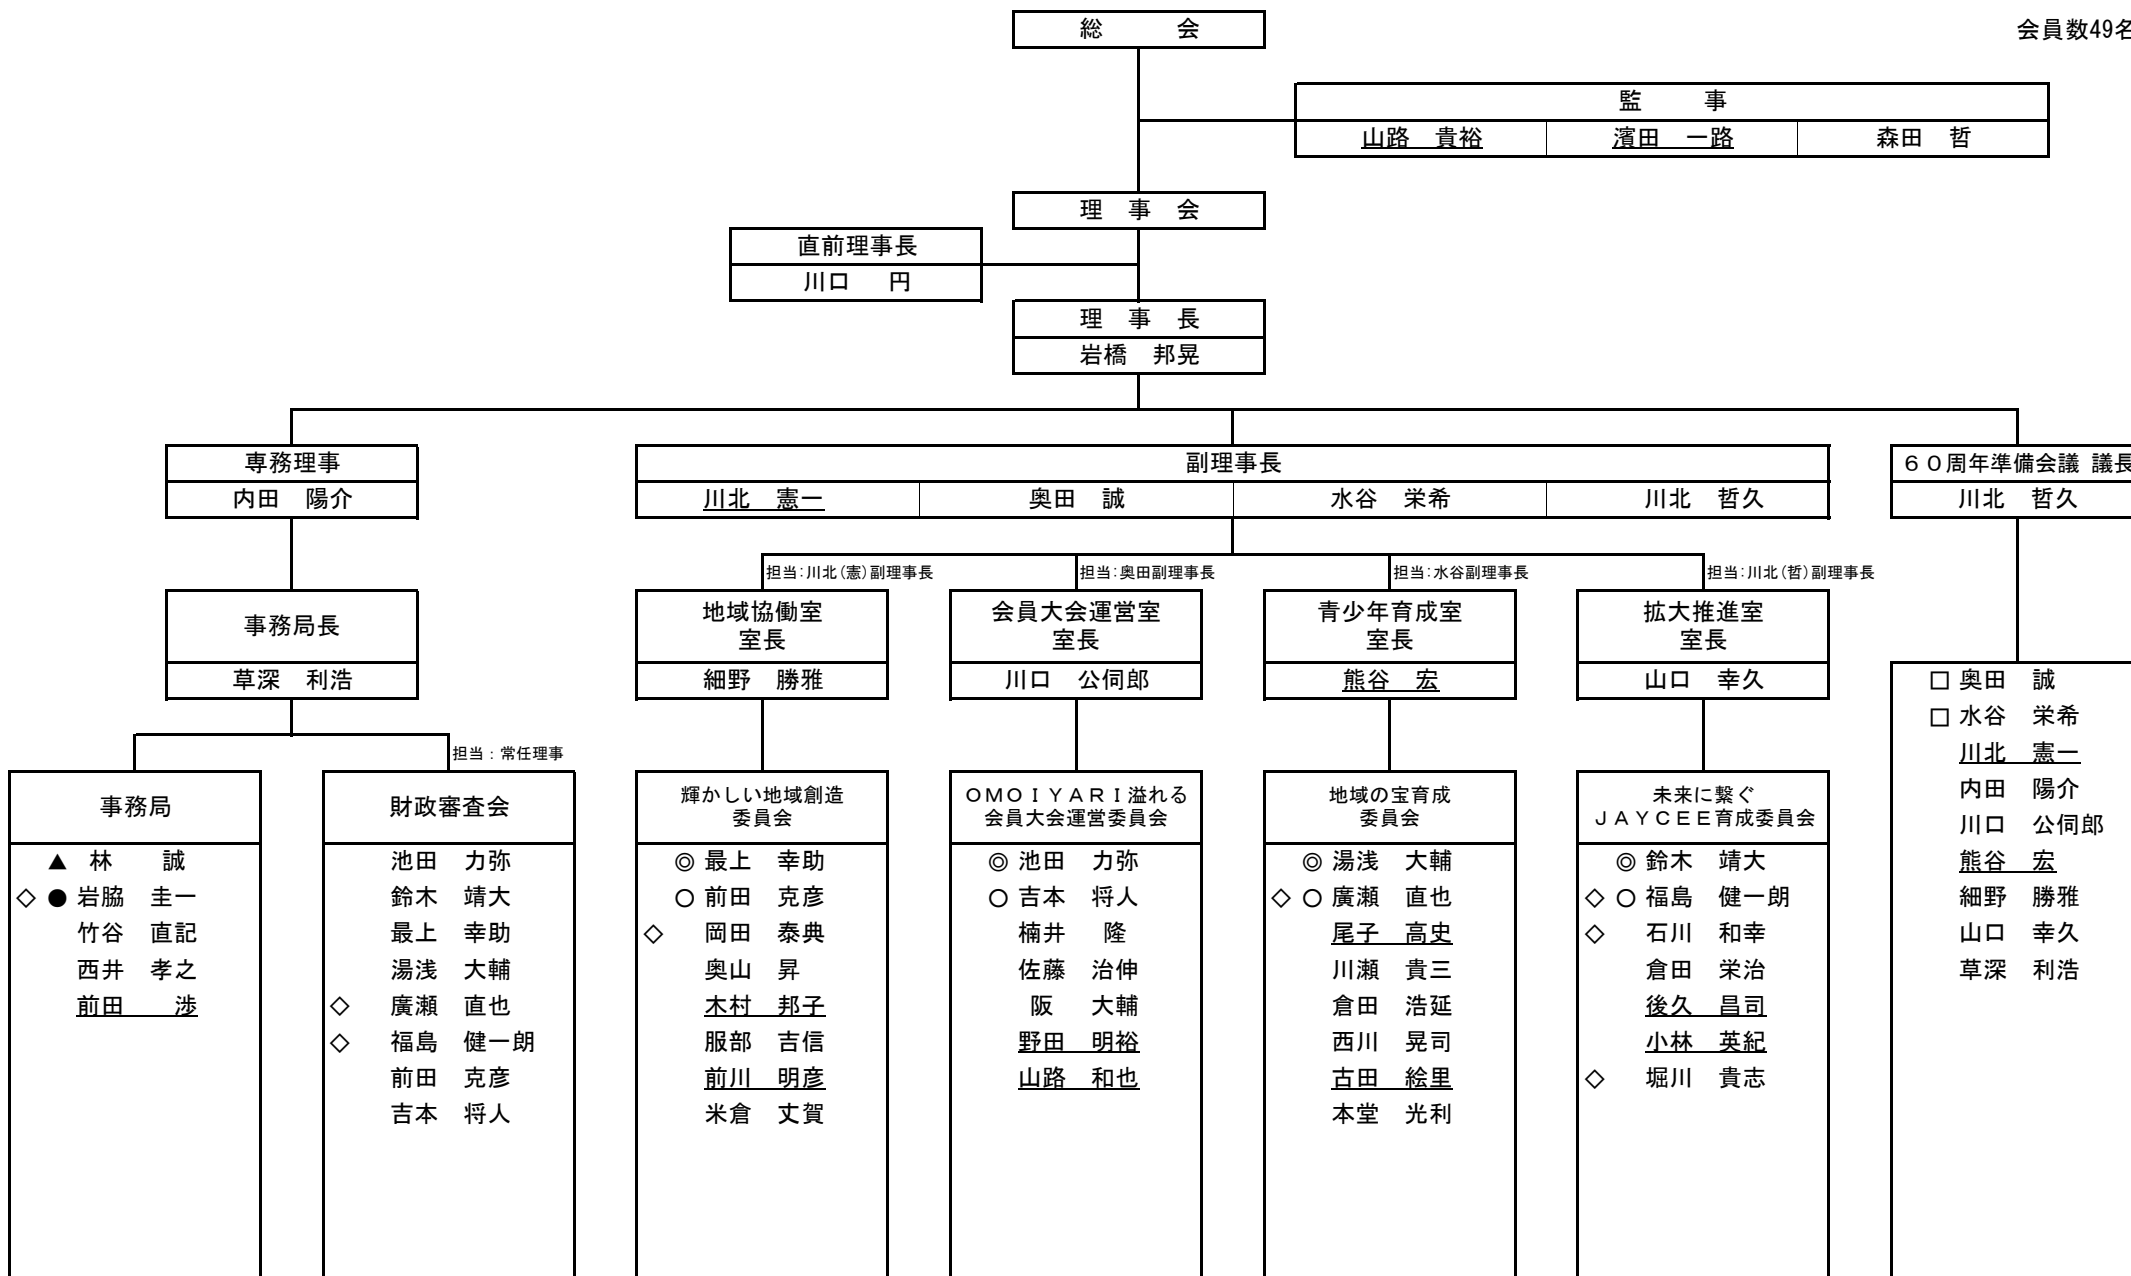 総　会
会員数49名
監　事
山路　貴裕
濱田　一路
森田　哲
理　事　会
直前理事長
川口　円
理　事　長
岩橋　邦晃
専務理事
内田　陽介
副理事長
川北　憲一
奥田　誠
水谷　栄希
川北　哲久
６０周年準備会議 議長
川北　哲久
担当:川北(憲)副理事長
担当:奥田副理事長
担当:水谷副理事長
担当:川北(哲)副理事長
事務局長
草深　利浩
地域協働室
室長
細野　勝雅
会員大会運営室
室長
川口　公伺郎
青少年育成室
室長
熊谷　宏
拡大推進室
室長
山口　幸久
□ 奥田　誠
□ 水谷　栄希
川北　憲一
内田　陽介
川口　公伺郎
熊谷　宏
細野　勝雅
山口　幸久
草深　利浩
担当：常任理事
事務局
▲ 林　誠
◇ ● 岩脇　圭一
竹谷　直記
西井　孝之
前田　渉
財政審査会
池田　力弥
鈴木　靖大
最上　幸助
湯浅　大輔
◇ 廣瀬　直也
◇ 福島　健一朗
前田　克彦
吉本　将人
輝かしい地域創造
委員会
◎ 最上　幸助
○ 前田　克彦
◇ 岡田　泰典
奥山　昇
木村　邦子
服部　吉信
前川　明彦
米倉　丈賀
ＯＭＯＩＹＡＲＩ溢れる
会員大会運営委員会
◎ 池田　力弥
○ 吉本　将人
楠井　隆
佐藤　治伸
阪　大輔
野田　明裕
山路　和也
地域の宝育成
委員会
◎ 湯浅　大輔
◇ ○ 廣瀬　直也
尾子　高史
川瀬　貴三
倉田　浩延
西川　晃司
古田　絵里
本堂　光利
未来に繋ぐ
ＪＡＹＣＥＥ育成委員会
◎ 鈴木　靖大
◇ ○ 福島　健一朗
◇ 石川　和幸
倉田　栄治
後久　昌司
小林　英紀
◇ 堀川　貴志